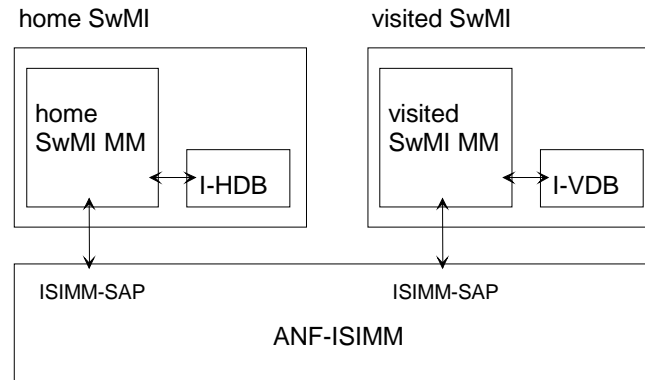 home SwMI
visited SwMI
home
SwMI MM
I-HDB
visited
SwMI MM
I-VDB
ISIMM-SAP
ISIMM-SAP
ANF-ISIMM